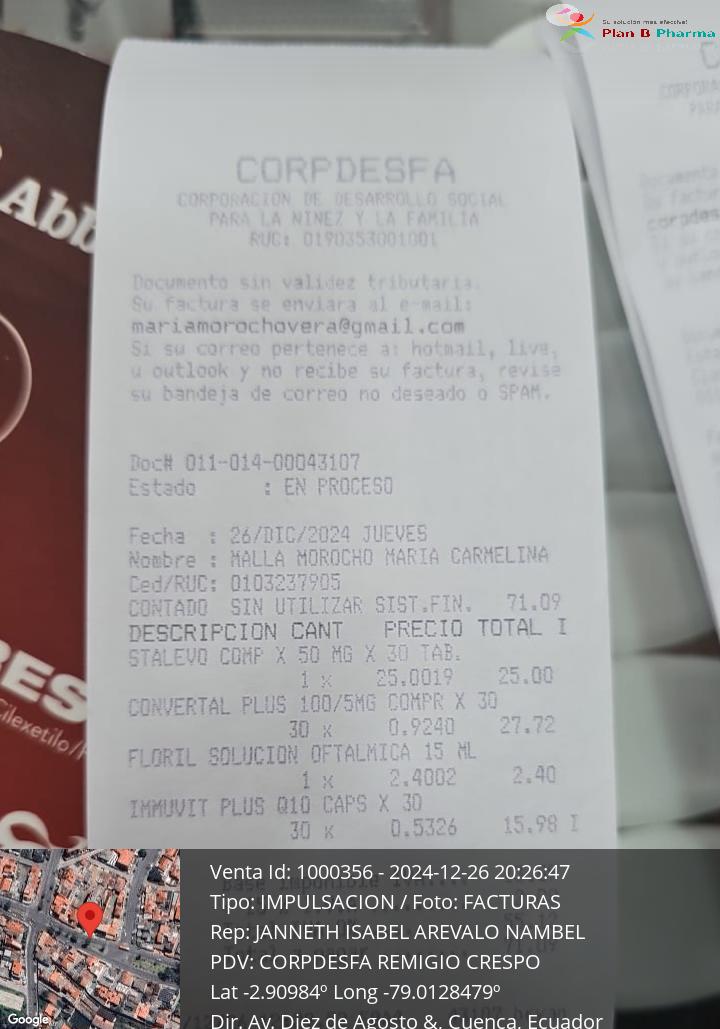 Su solución más efectiva!
Plan B Pharma
Abb
CORPDESFA
CORPORACION DE DESARROLLO SOCIAL
PARA LA NINEZ Y LA FAMILIA
RUC: 0190353001001
Documento sin validez tributaria.
Su factura se enviara al e-mail:
mariamorochovera@gmail.com
Si su correo pertenece a: hotmail, live,
u outlook y no recibe su factura, revise
su bandeja de correo no deseado o SPAM.
Doc# 011-014-00043107
Estado : EN PROCESO
Fecha : 26/DIC/2024 JUEVES
Nombre : MALLA MOROCHO MARIA CARMELINA
Ced/RUC: 0103237905
CONTADO SIN UTILIZAR SIST.FIN. 71.09
DESCRIPCION CANT PRECIO TOTAL I
STALEVO COMP X 50 MG X 30 TAB.
1 x 25.0019 25.00
CONVERTAL PLUS 100/5MG COMPR X 30
30 x 0.9240 27.72
FLORIL SOLUCION OFTALMICA 15 ML
1 x 2.4002 2.40
IMMUVIT PLUS Q10 CAPS X 30
30 x 0.5326 15.98 I
RES
Cilexetilo/
Venta Id: 1000356 - 2024-12-26 20:26:47
Tipo: IMPULSACION / Foto: FACTURAS
Rep: JANNETH ISABEL AREVALO NAMBEL
PDV: CORPDESFA REMIGIO CRESPO
Lat -2.90984º Long -79.0128479º
Dir. Av. Diez de Agosto &, Cuenca, Ecuador
Google